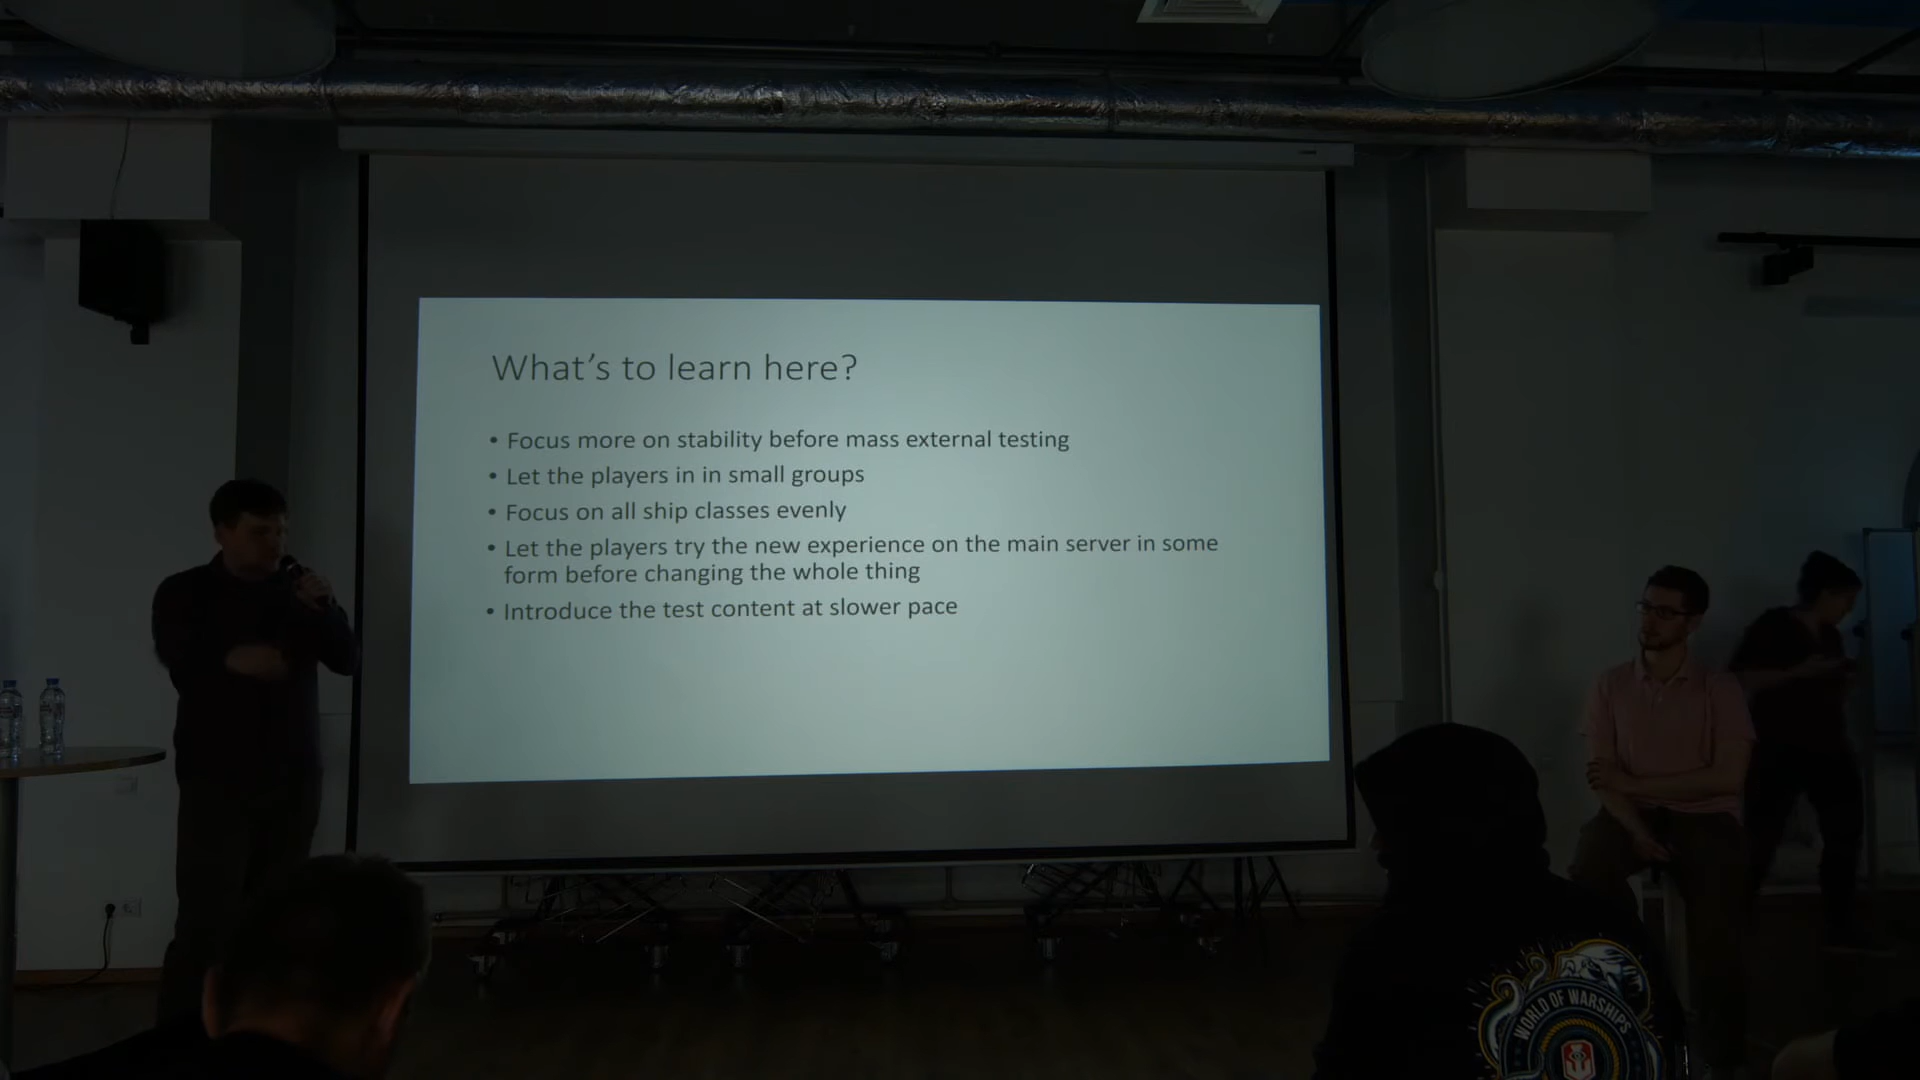 What's to learn here?
• Focus more on stability before mass external testing
• Let the players in in small groups
• Focus on all ship classes evenly
• Let the players try the new experience on the main server in some
form before changing the whole thing
• Introduce the test content at slower pace
WORLD OF WARSHIPS